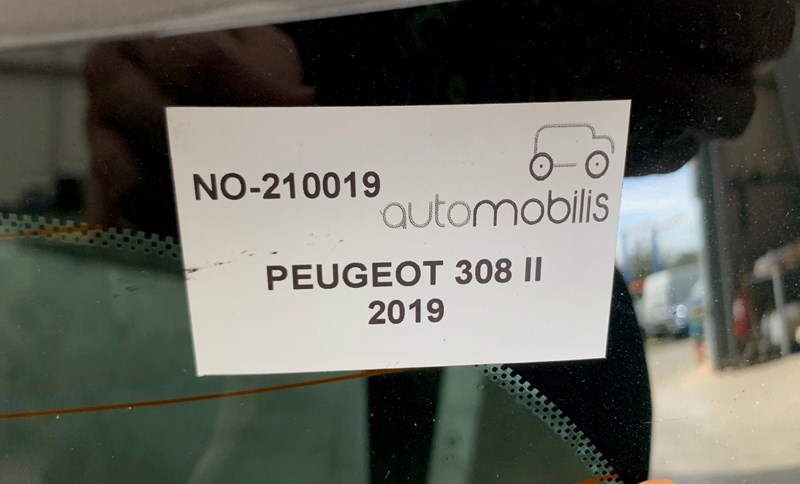 NO-210019
automobilis
PEUGEOT 308 II
2019